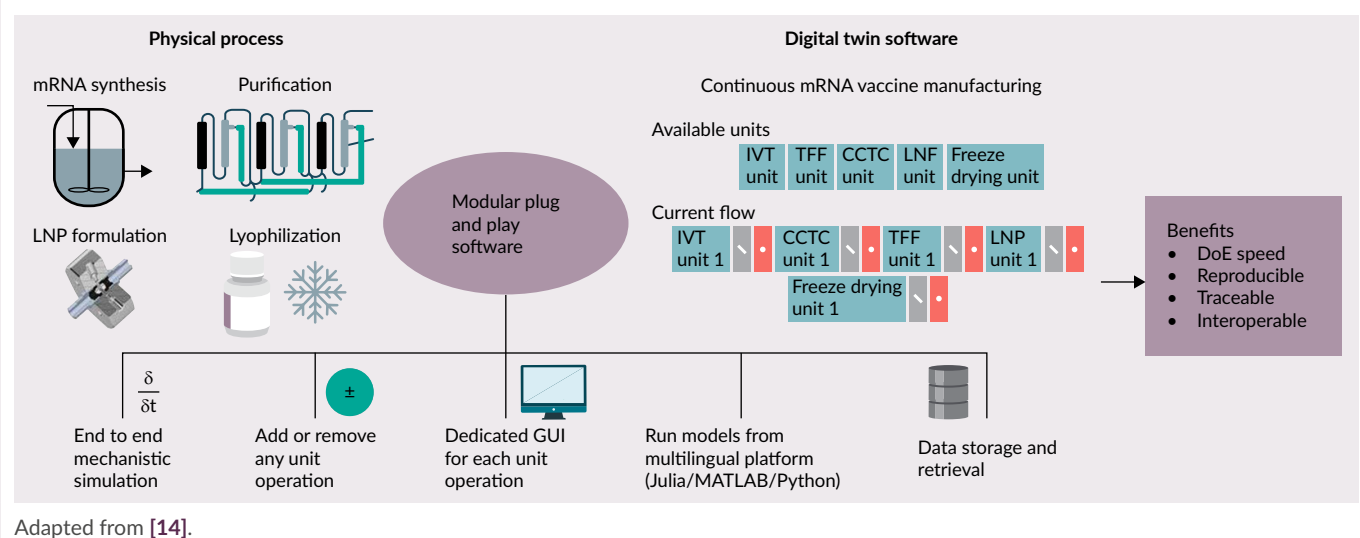 Physical process
Digital twin software
mRNA synthesis
Purification
LNP formulation
Lyophilization
Modular plug
and play
software
Continuous mRNA vaccine manufacturing
Available units
IVT
unit
TFF
unit
CCTC
unit
LNF
unit
Freeze
drying unit
Current flow
IVT
unit 1
CCTC
unit 1
TFF
unit 1
LNP
unit 1
Freeze drying
unit 1
Benefits
• DoE speed
• Reproducible
• Traceable
• Interoperable
δ
δt
End to end
mechanistic
simulation
±
Add or remove
any unit
operation
Dedicated GUI
for each unit
operation
Run models from
multilingual platform
(Julia/MATLAB/Python)
Data storage and
retrieval
Adapted from [14].